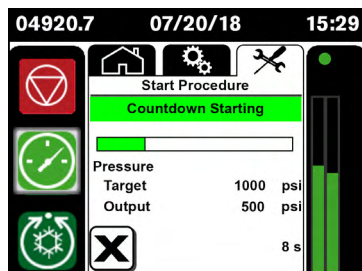 04920.7 07/20/18 15:29
Start Procedure
Countdown Starting
Pressure
Target 1000 psi
Output 500 psi
X 8 s